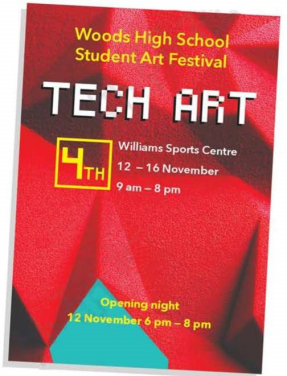 Woods High School
Student Art Festival
TECH ART
4TH
Williams Sports Centre
12 – 16 November
9 am – 8 pm
Opening night
12 November 6 pm – 8 pm